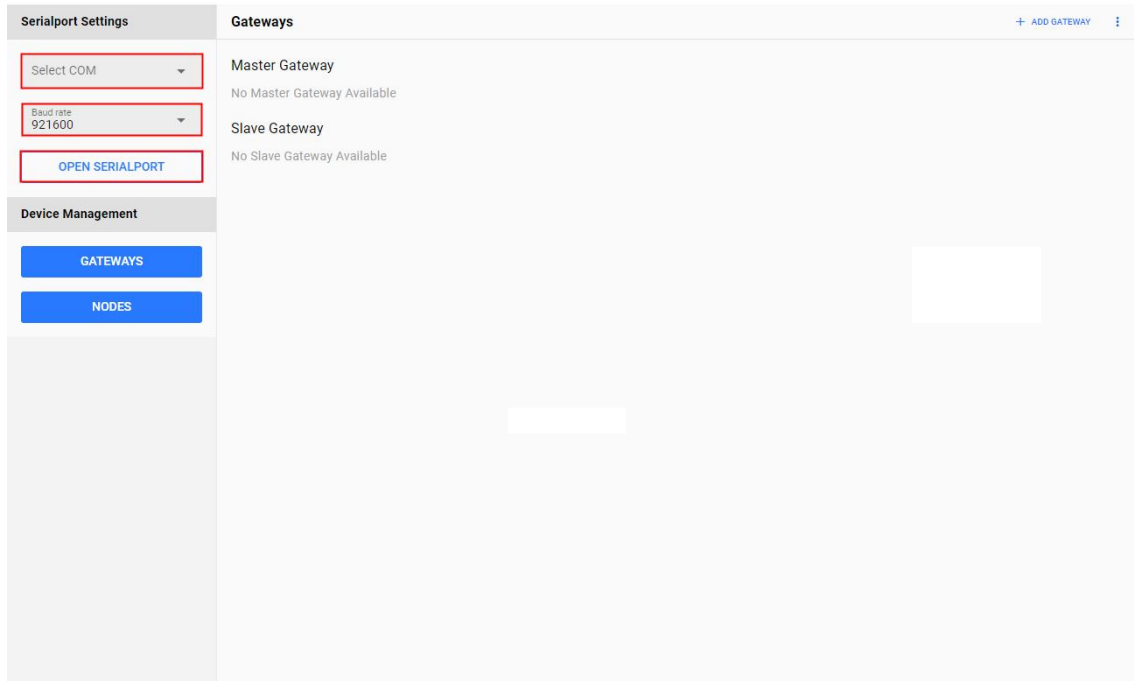 Serialport Settings
Select COM
Baud rate
921600
OPEN SERIALPORT
Device Management
GATEWAYS
NODES
Gateways
+ ADD GATEWAY
Master Gateway
No Master Gateway Available
Slave Gateway
No Slave Gateway Available